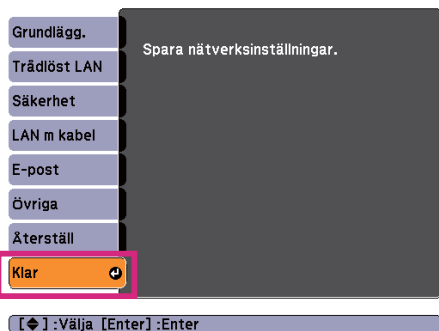 Grundlägg.
Trådlöst LAN
Säkerhet
LAN m kabel
E-post
Övriga
Återställ
Klar
Spara nätverksinställningar.
[◆] :Välja [Enter] :Enter